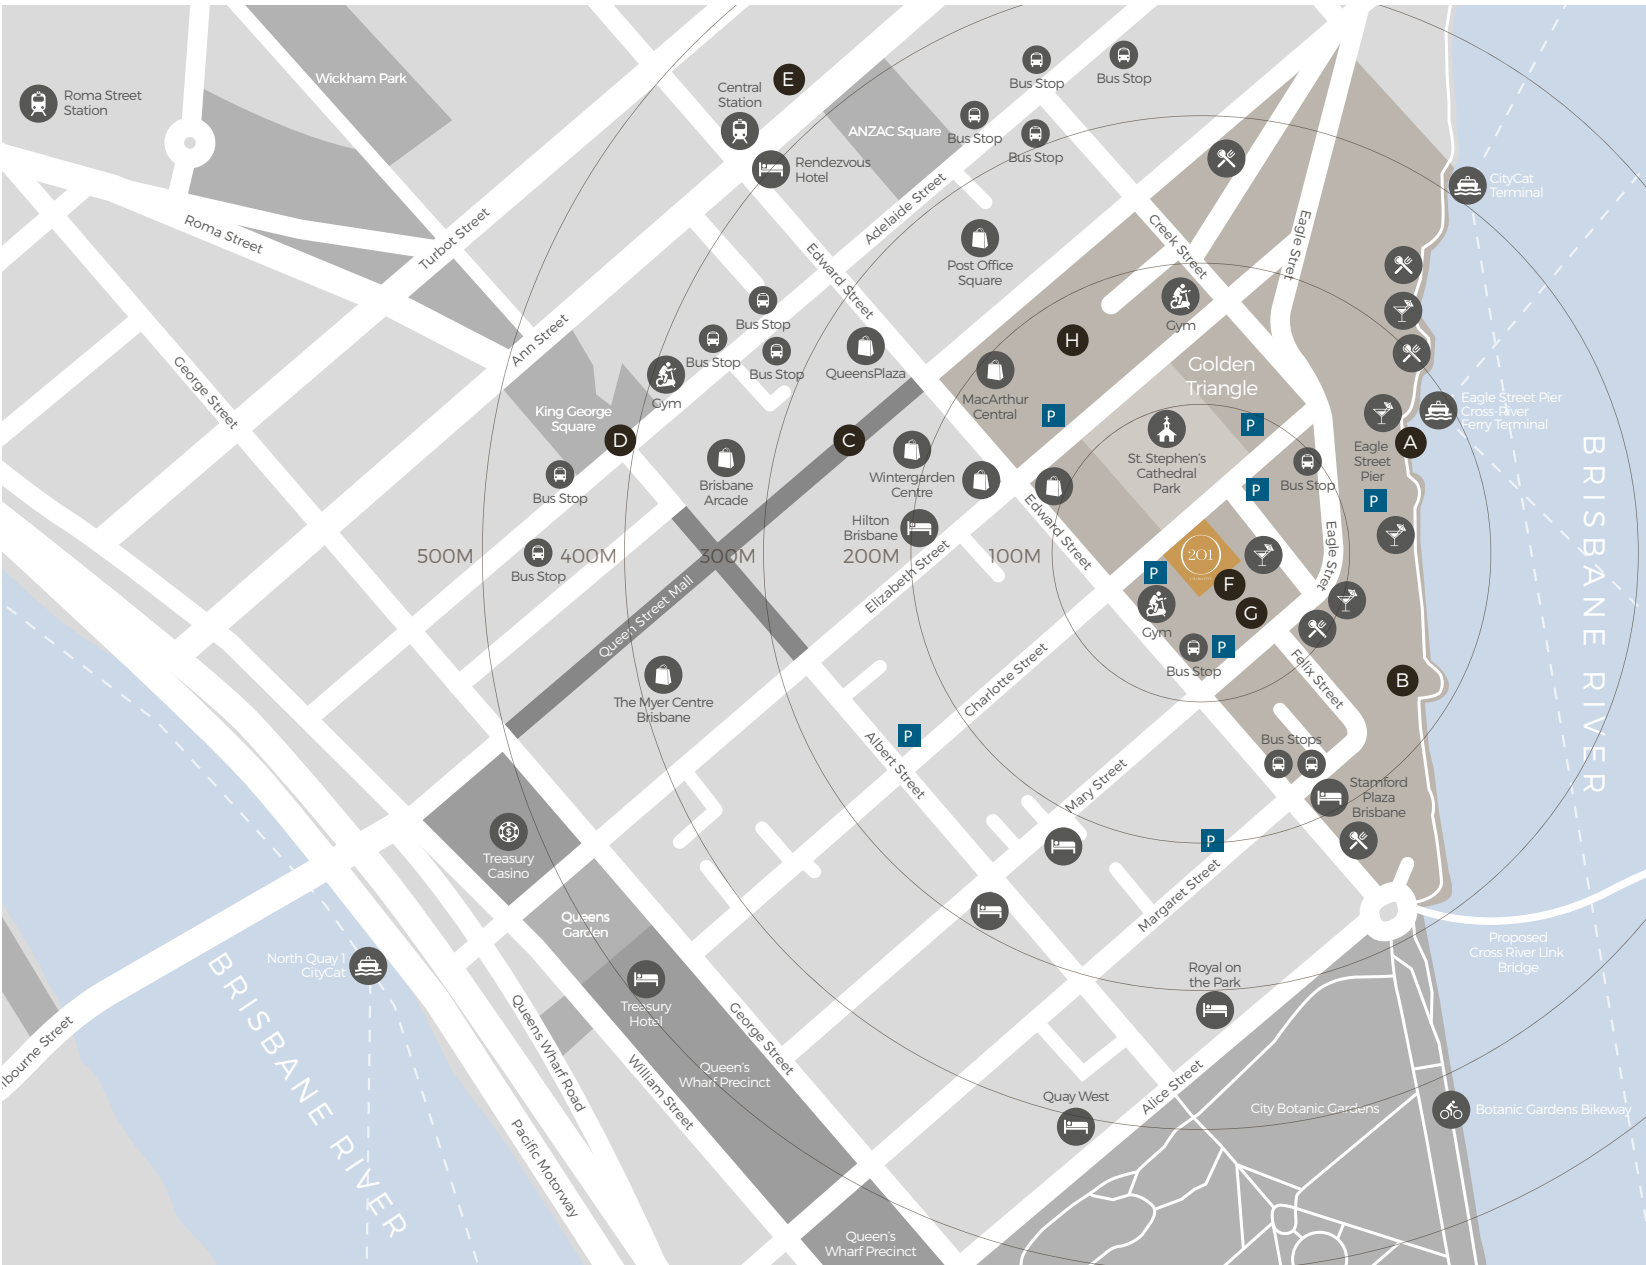 Wickham Park
Roma Street
Station
Central
Station
E
Bus Stop
Bus Stop
ANZAC Square
Bus Stop
Bus Stop
Rendezvous
Hotel
CityCat
Terminal
Roma Street
Turbot Street
Adelaide Street
Edward Street
Creek Street
Eagle Stret
Post Office
Square
Ann Street
Bus Stop
Bus Stop
Bus Stop
QueensPlaza
Gym
H
Golden
Triangle
George Street
Gym
King George
Square
D
C
MacArthur
Central
P
P
Eagle Street Pier
Cross-River
Ferry Terminal
A
Eagle
Street
Pier
P
St. Stephen's
Cathedral
Park
Bus Stop
P
Bus Stop
Brisbane
Arcade
Wintergarden
Centre
Hilton
Brisbane
Edward Street
Eagle Stret
BRISBANE RIVER
500M
400M
300M
200M
100M
Bus Stop
201
P
F
G
Gym
P
Bus Stop
Queen Street Mall
Elizabeth Street
Charlotte Street
Felix Street
B
The Myer Centre
Brisbane
P
Albert Street
Mary Street
Bus Stops
Stamford
Plaza
Brisbane
P
Margaret Street
Treasury
Casino
Queens
Garden
North Quay 1
CityCat
BRISBANE RIVER
Treasury
Hotel
Royal on
the Park
Proposed
Cross River Link
Bridge
lbourne Street
Queens Wharf Road
William Street
George Street
Queen's
Wharf Precinct
Quay West
Alice Street
City Botanic Gardens
Botanic Gardens Bikeway
Pacific Motorway
Queen's
Wharf Precinct